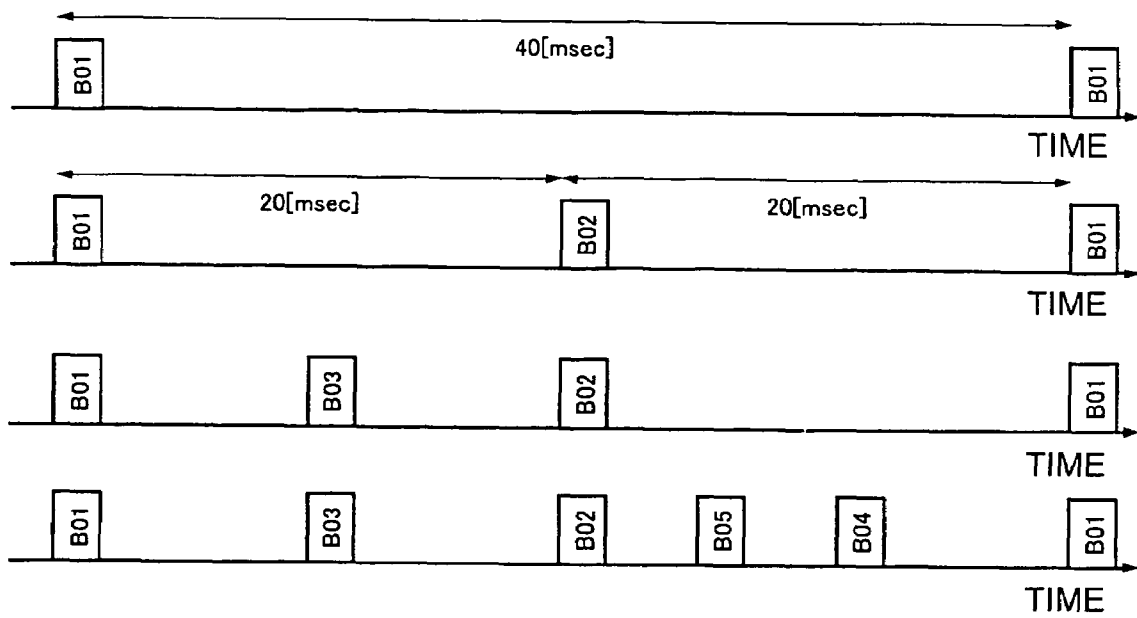 40[msec]
B01 B01
TIME
20[msec] 20[msec]
B01 B02 B01
TIME
B01 B03 B02 B01
TIME
B01 B03 B02 B05 B04 B01
TIME